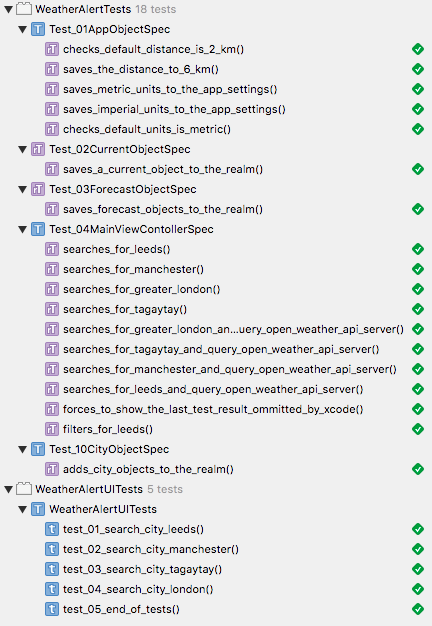 WeatherAlertTests 18 tests
Test_01AppObjectSpec
checks_default_distance_is_2_km()
saves_the_distance_to_6_km()
saves_metric_units_to_the_app_settings()
saves_imperial_units_to_the_app_settings()
checks_default_units_is_metric()
Test_02CurrentObjectSpec
saves_a_current_object_to_the_realm()
Test_03ForecastObjectSpec
saves_forecast_objects_to_the_realm()
Test_04MainViewContollerSpec
searches_for_leeds()
searches_for_manchester()
searches_for_greater_london()
searches_for_tagaytay()
searches_for_greater_london_an...uery_open_weather_api_server()
searches_for_tagaytay_and_query_open_weather_api_server()
searches_for_manchester_and_query_open_weather_api_server()
searches_for_leeds_and_query_open_weather_api_server()
forces_to_show_the_last_test_result_ommitted_by_xcode()
filters_for_leeds()
Test_10CityObjectSpec
adds_city_objects_to_the_realm()
WeatherAlertUITests 5 tests
WeatherAlertUITests
test_01_search_city_leeds()
test_02_search_city_manchester()
test_03_search_city_tagaytay()
test_04_search_city_london()
test_05_end_of_tests()